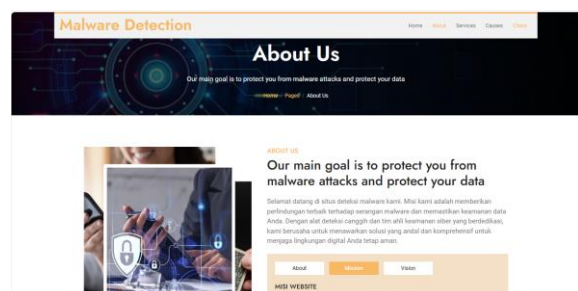 Malware Detection
Home About Services Causes
About Us
Our main goal is to protect you from malware attacks and protect your data
Home Pages / About Us
ABOUT US
Our main goal is to protect you from
malware attacks and protect your data
Selamat datang di situs deteksi malware kami. Misi kami adalah memberikan
perlindungan terbaik terhadap serangan malware dan memastikan keamanan data
Anda. Dengan alat deteksi canggih dan tim ahli keamanan siber yang berdedikasi,
kami berusaha untuk menawarkan solusi yang andal dan komprehensif untuk
menjaga lingkungan digital Anda tetap aman.
About Mission Vision
MISI WEBSITE